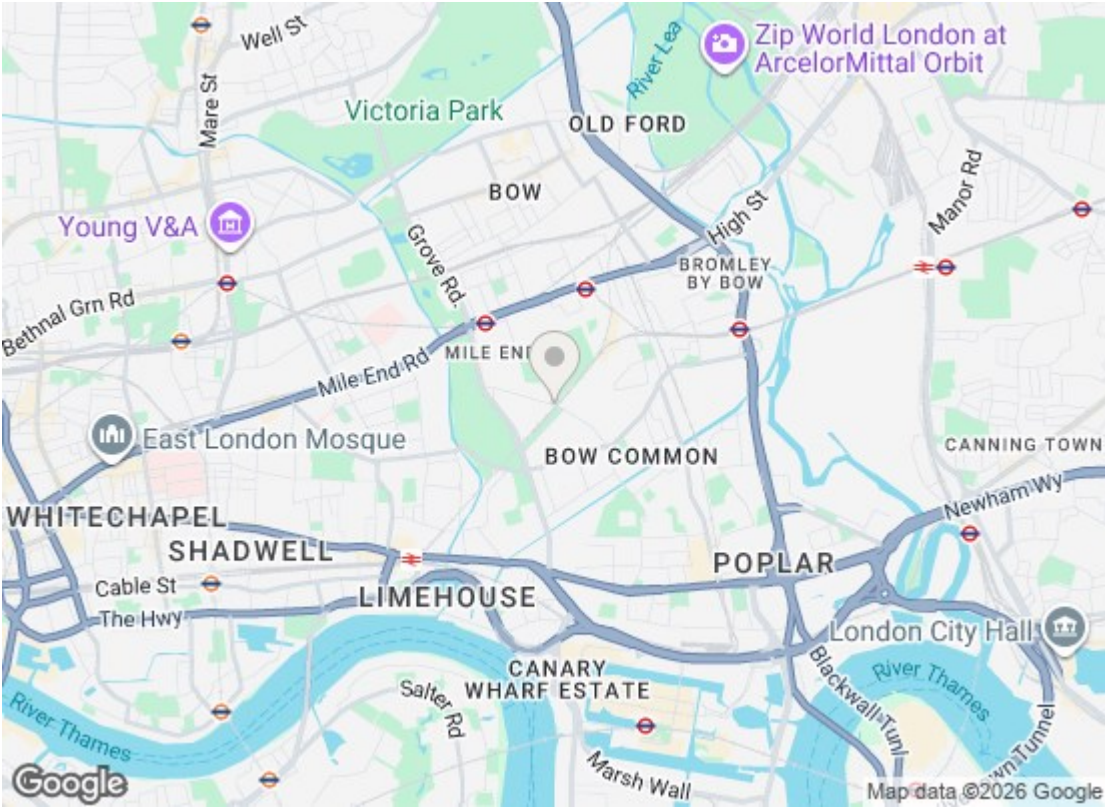 Well St
Mare St
River Lea
Zip World London at
ArcelorMittal Orbit
Victoria Park
OLD FORD
Manor Rd
BOW
Young V&A
Grove Rd.
High St
BROMLEY
BY BOW
Bethnal Grn Rd
MILE EN
Mile End Rd
East London Mosque
BOW COMMON
CANNING TOWN
Newham Wy
WHITECHAPEL
SHADWELL
POPLAR
Cable St
LIMEHOUSE
The Hwy
London City Hall
CANARY
WHARF ESTATE
River Thames
Salter Rd
Blackwall Tunl
River Thames
Marsh Wall
own Tunnel
Google
Map data ©2026 Google